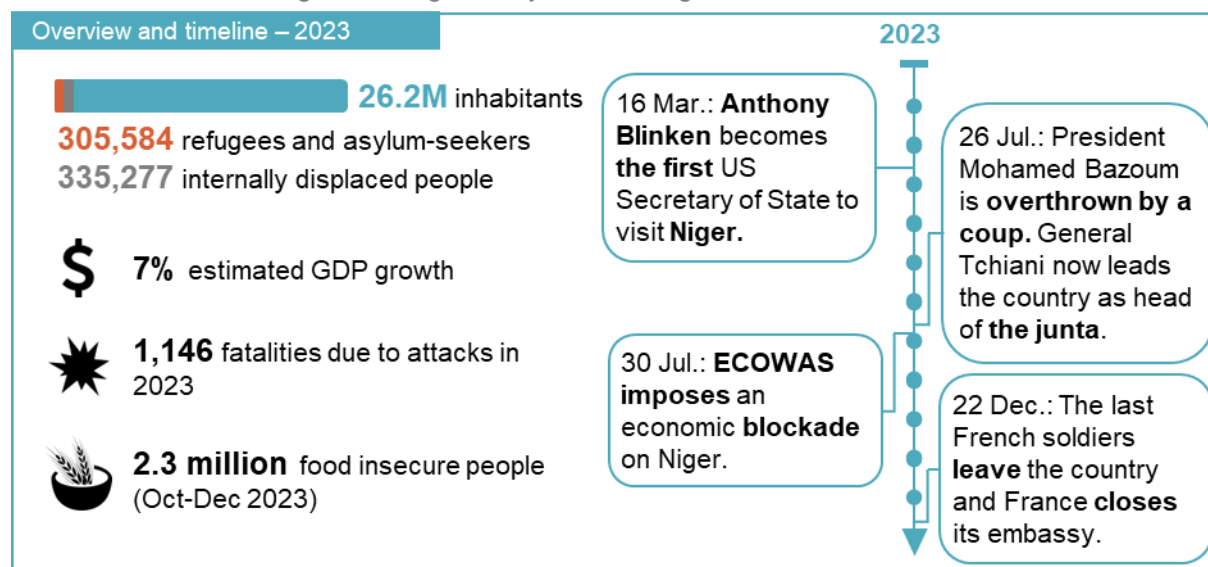 Overview and timeline – 2023
26.2M inhabitants
305,584 refugees and asylum-seekers
335,277 internally displaced people
$
7% estimated GDP growth
1,146 fatalities due to attacks in
2023
2.3 million food insecure people
(Oct-Dec 2023)
2023
16 Mar.: Anthony
Blinken becomes
the first US
Secretary of State to
visit Niger.
26 Jul.: President
Mohamed Bazoum
is overthrown by a
coup. General
Tchiani now leads
the country as head
of the junta.
30 Jul.: ECOWAS
imposes an
economic blockade
on Niger.
22 Dec.: The last
French soldiers
leave the country
and France closes
its embassy.